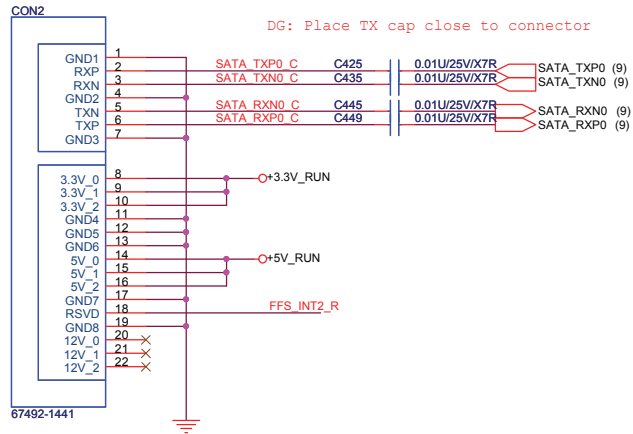 CON2
DG: Place TX cap close to connector
GND1 1
RXP 2 SATA_TXP0_C C425 0.01U/25V/X7R SATA_TXP0 (9)
RXN 3 SATA_TXN0_C C435 0.01U/25V/X7R SATA_TXN0 (9)
GND2 4
TXN 5 SATA_RXN0_C C445 0.01U/25V/X7R SATA_RXN0 (9)
TXP 6 SATA_RXP0_C C449 0.01U/25V/X7R SATA_RXP0 (9)
GND3 7
3.3V_0 8 +3.3V_RUN
3.3V_1 9
3.3V_2 10
GND4 11
GND5 12
GND6 13
5V_0 14 +5V_RUN
5V_1 15
5V_2 16
GND7 17
RSVD 18 FFS_INT2_R
GND8 19
12V_0 20
12V_1 21
12V_2 22
67492-1441